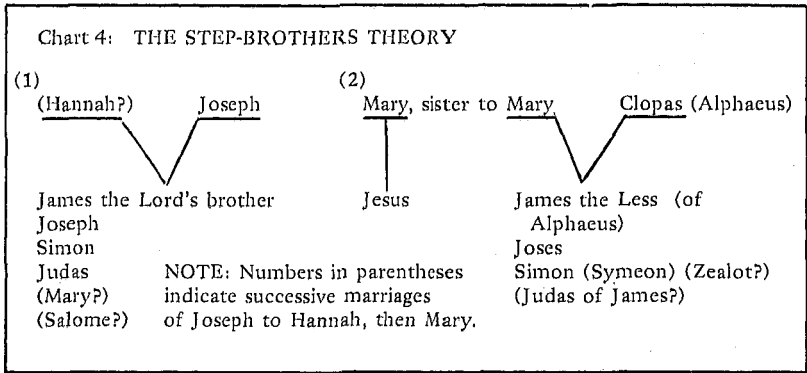 Chart 4: THE STEP-BROTHERS THEORY
(1) (2)
(Hannah?) Joseph Mary, sister to Mary Clopas (Alphaeus)
James the Lord's brother Jesus James the Less (of
Joseph Alphaeus)
Simon Joses
Judas NOTE: Numbers in parentheses Simon (Symeon) (Zealot?)
(Mary?) indicate successive marriages (Judas of James?)
(Salome?) of Joseph to Hannah, then Mary.